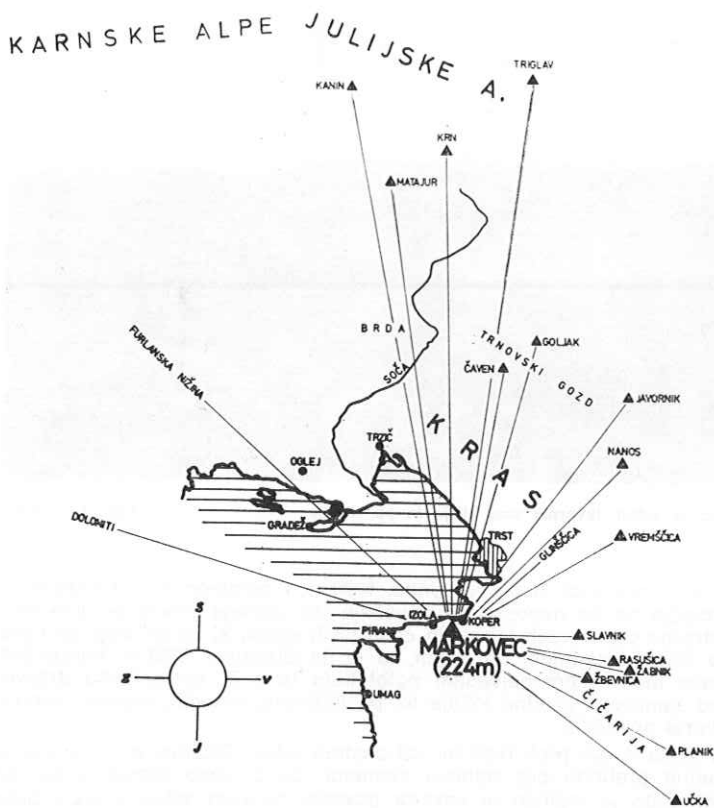 KARNSKE ALPE
JULIJSKE A.
TRIGLAV
KANIN
KRN
MATAJUR
BRDA
FURLANSKA NIŽINA
TRNOVSKI GOZD
GOLJAK
SOČA
ČAVEN
JAVORNIK
KRAS
TRŽIČ
NANOS
OGLEJ
DOLOMITI
GRADEŽ
TRST
GLINŠČICA
VREMŠČICA
IZOLA
KOPER
PIRAN
SLAVNIK
MARKOVEC
(224m)
S
RASUŠICA
ŽABNIK
ŽBEVNICA
Z
V
UMAG
ČIČARIJA
J
PLANIK
UČKA